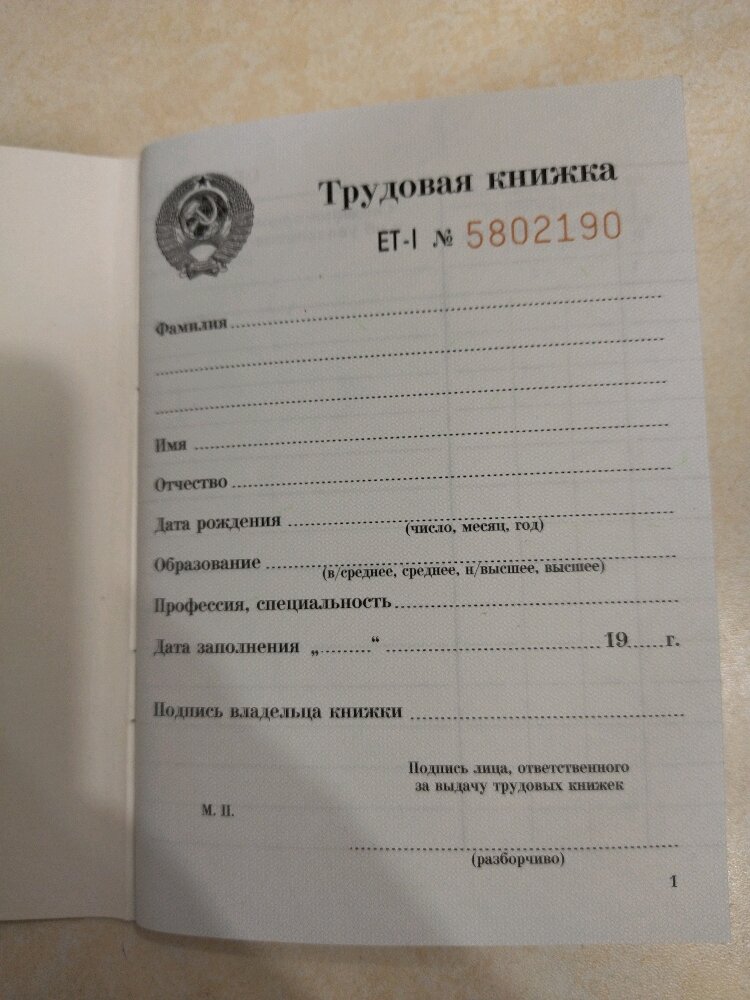 Трудовая книжка
ЕТ-I № 5802190
Фамилия
Имя
Отчество
Дата рождения
(число, месяц, год)
Образование
(в/среднее, среднее, н/высшее, высшее)
Профессия, специальность
Дата заполнения „.........“ 19......г.
Подпись владельца книжки
Подпись лица, ответственного
за выдачу трудовых книжек
М. П.
(разборчиво)
1